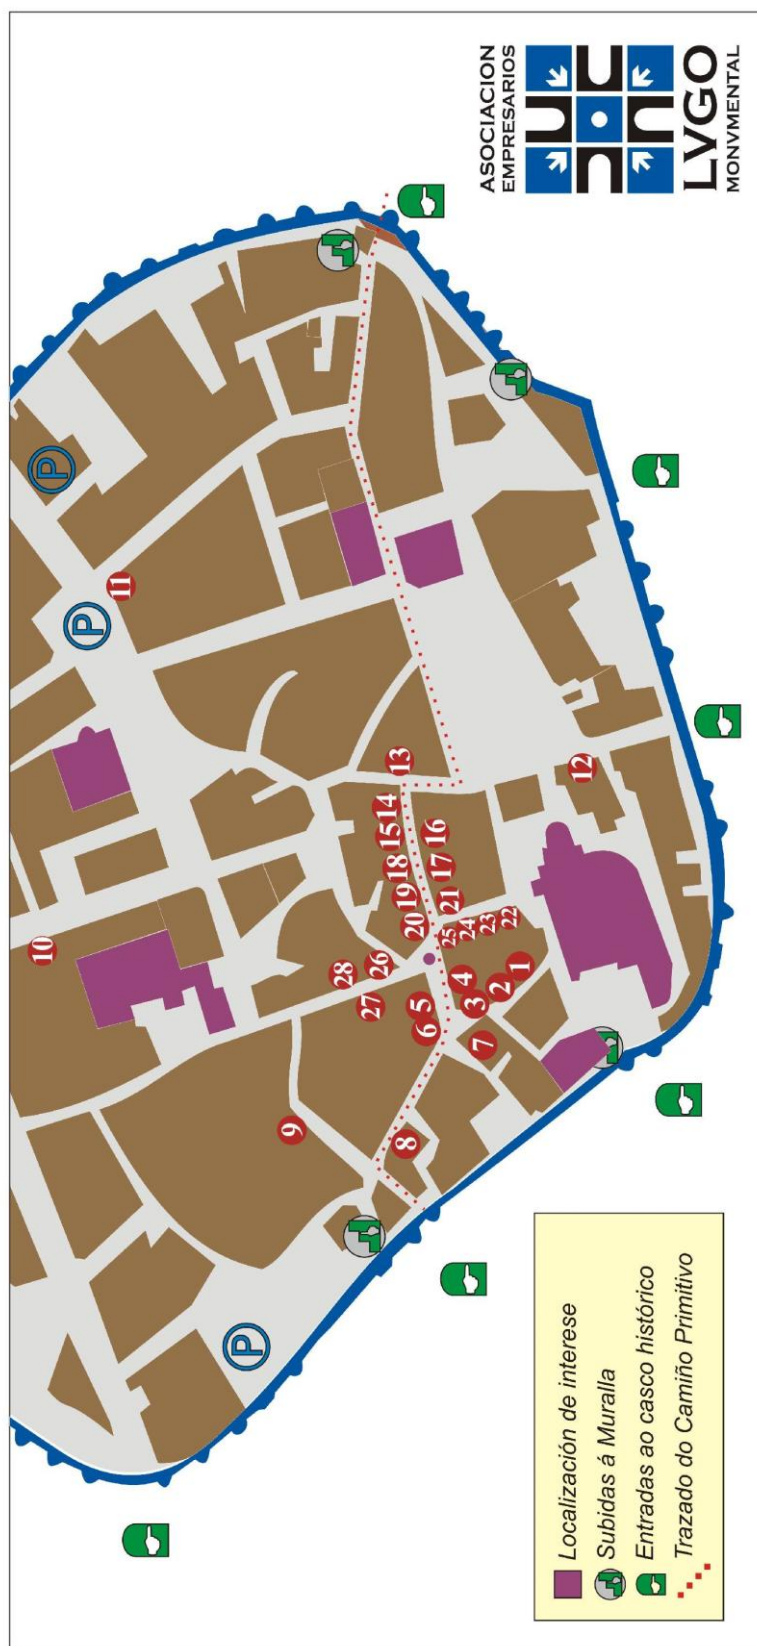 ASOCIACION
EMPRESARIOS
LVGO
MONVMENTAL
P
P
P
11
10
13
12
14
15
16
18
17
19
21
20
22
23
24
25
26
28
27
1
2
4
3
5
6
7
8
9
Localización de interese
Subidas á Muralla
Entradas ao casco histórico
Trazado do Camiño Primitivo